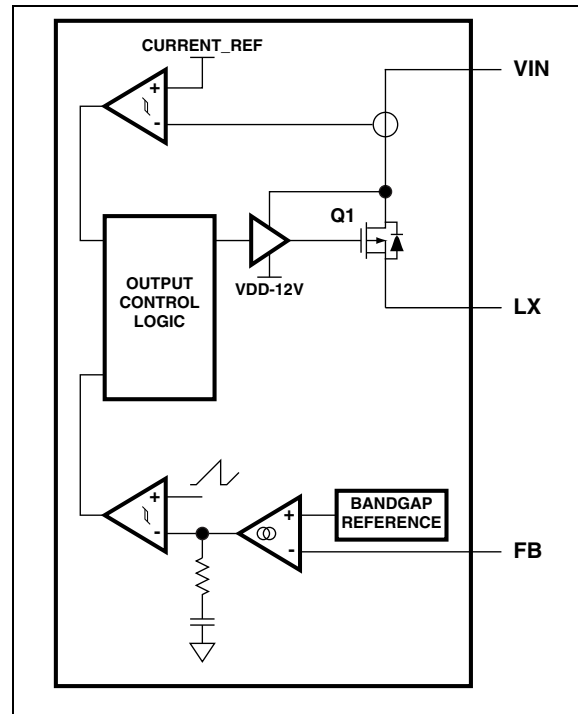 CURRENT_REF
VIN
+
-
Q1
OUTPUT
CONTROL
LOGIC
VDD-12V
LX
+
-
+
-
BANDGAP
REFERENCE
FB